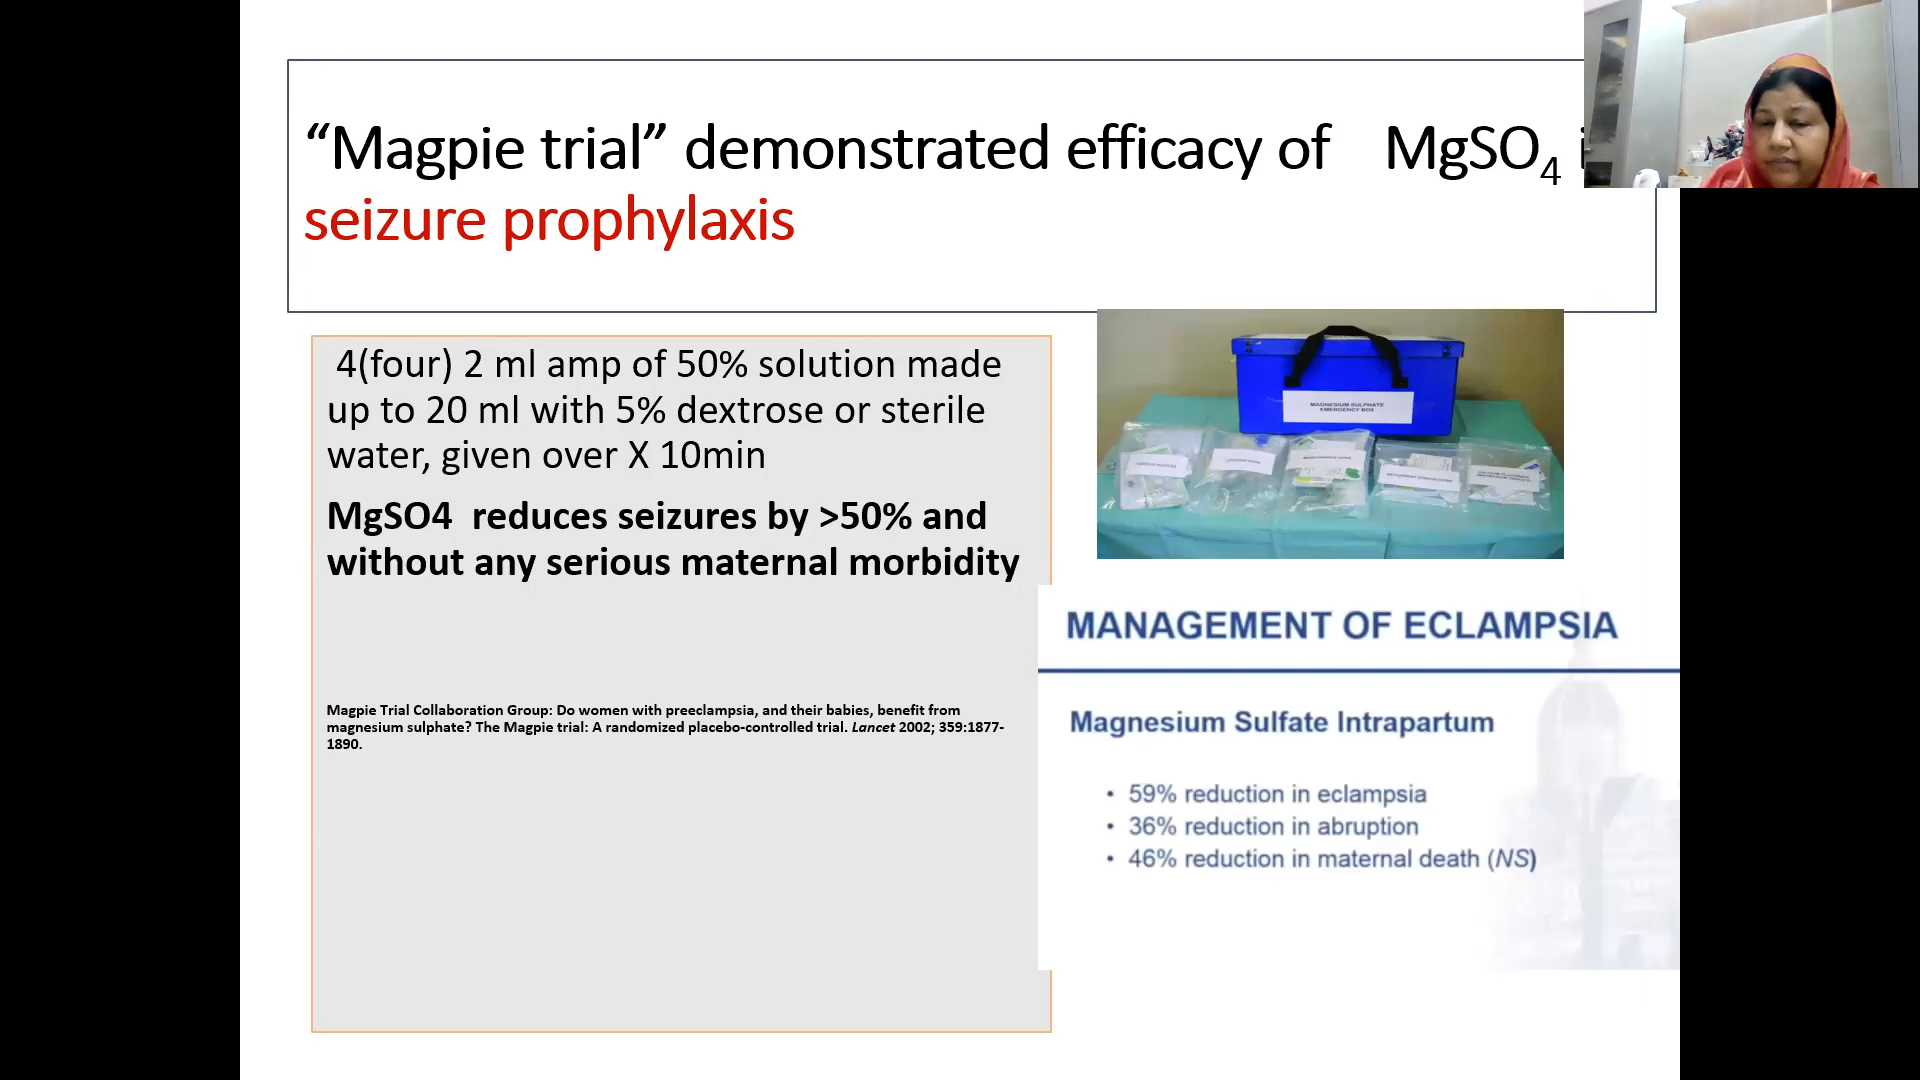 “Magpie trial” demonstrated efficacy of MgSO4
seizure prophylaxis
4(four) 2 ml amp of 50% solution made
up to 20 ml with 5% dextrose or sterile
water, given over X 10min
MgSO4 reduces seizures by >50% and
without any serious maternal morbidity
Magpie Trial Collaboration Group: Do women with preeclampsia, and their babies, benefit from
magnesium sulphate? The Magpie trial: A randomized placebo-controlled trial. Lancet 2002; 359:1877-
1890.
MAGNESIUM SULPHATE
EMERGENCY BOX
MANAGEMENT OF ECLAMPSIA
Magnesium Sulfate Intrapartum
• 59% reduction in eclampsia
• 36% reduction in abruption
• 46% reduction in maternal death (NS)